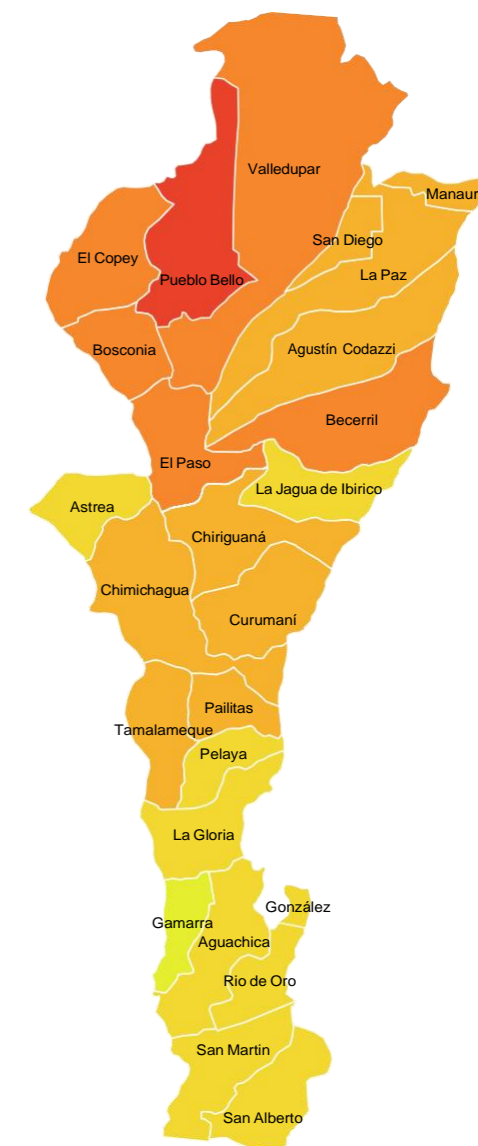 Valledupar
Manaur
San Diego
El Copey
La Paz
Pueblo Bello
Bosconia
Agustín Codazzi
Becerril
El Paso
La Jagua de Ibirico
Astrea
Chiriguaná
Chimichagua
Curumaní
Pailitas
Tamalameque
Pelaya
La Gloria
González
Gamarra
Aguachica
Rio de Oro
San Martin
San Alberto